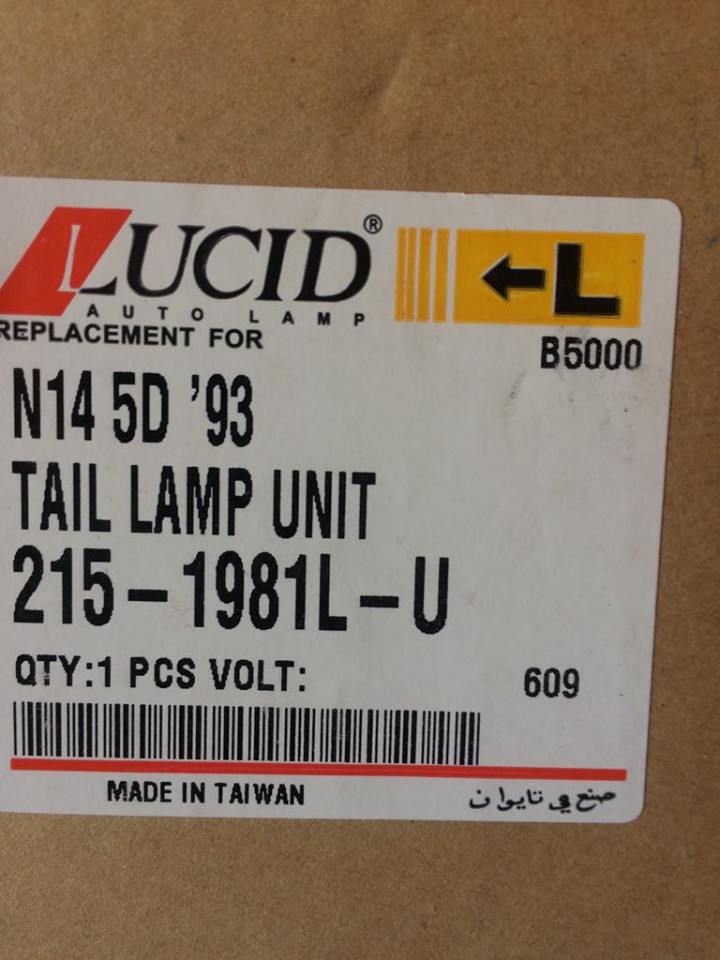 LUCID®
AUTO LAMP
L
REPLACEMENT FOR
B5000
N14 5D '93
TAIL LAMP UNIT
215-1981L-U
QTY:1 PCS VOLT:
609
MADE IN TAIWAN
صنع في تايوان